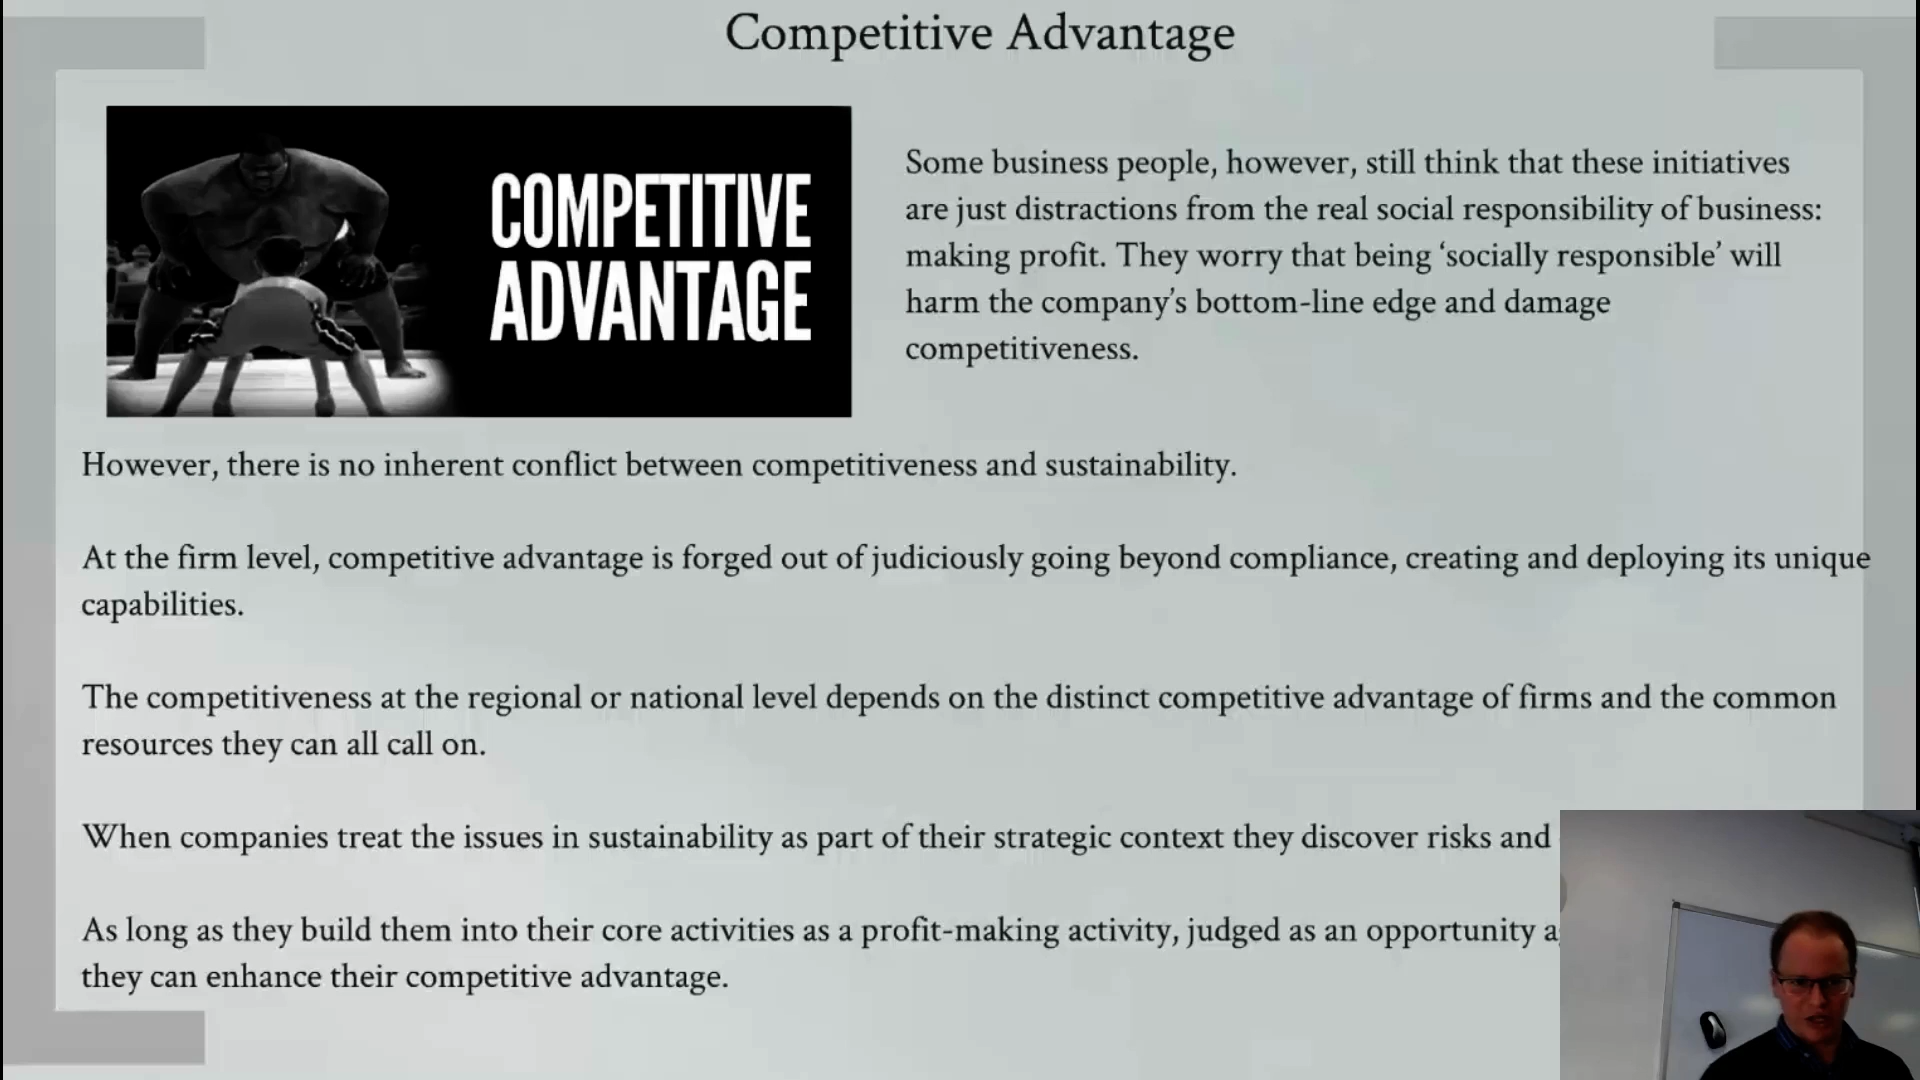 Competitive Advantage
COMPETITIVE
ADVANTAGE
Some business people, however, still think that these initiatives
are just distractions from the real social responsibility of business:
making profit. They worry that being ‘socially responsible’ will
harm the company’s bottom-line edge and damage
competitiveness.
However, there is no inherent conflict between competitiveness and sustainability.
At the firm level, competitive advantage is forged out of judiciously going beyond compliance, creating and deploying its unique
capabilities.
The competitiveness at the regional or national level depends on the distinct competitive advantage of firms and the common
resources they can all call on.
When companies treat the issues in sustainability as part of their strategic context they discover risks and
As long as they build them into their core activities as a profit-making activity, judged as an opportunity
they can enhance their competitive advantage.